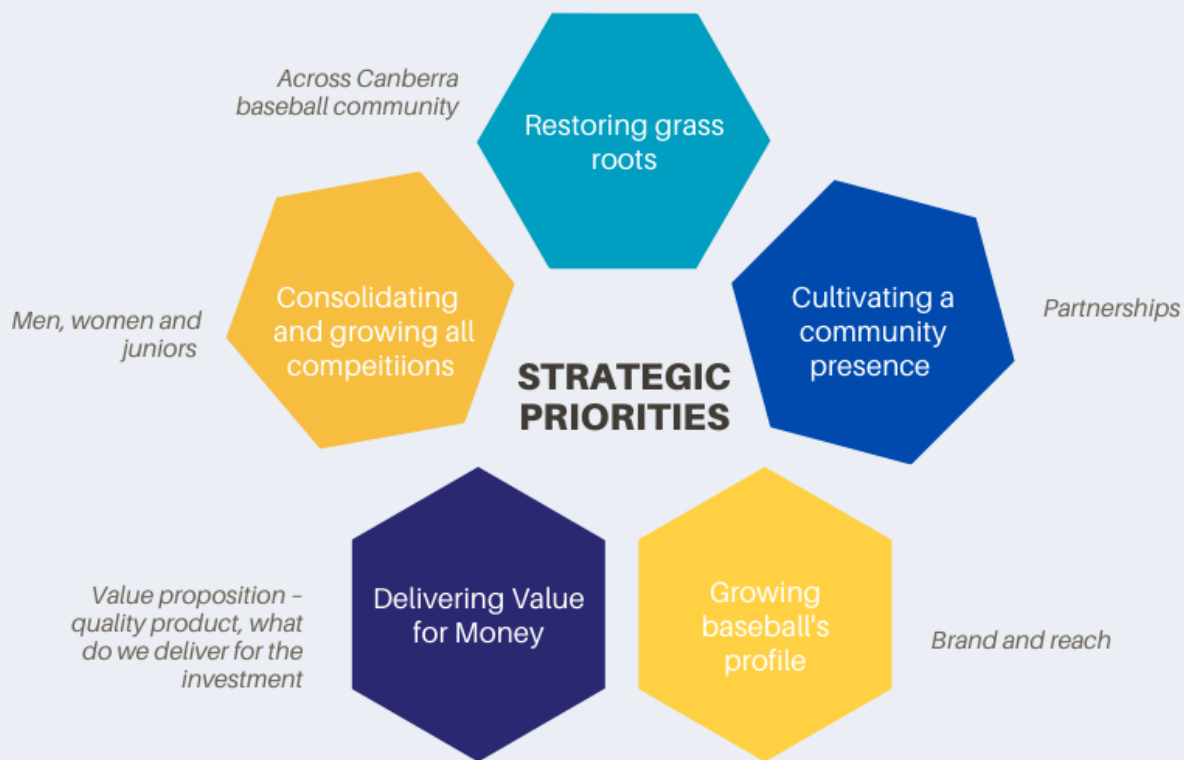 Across Canberra
baseball community
Restoring grass
roots
Consolidating
and growing all
compeitiions
Men, women and
juniors
Cultivating a
community
presence
Partnerships
STRATEGIC
PRIORITIES
Delivering Value
for Money
Value proposition –
quality product, what
do we deliver for the
investment
Growing
baseball's
profile
Brand and reach